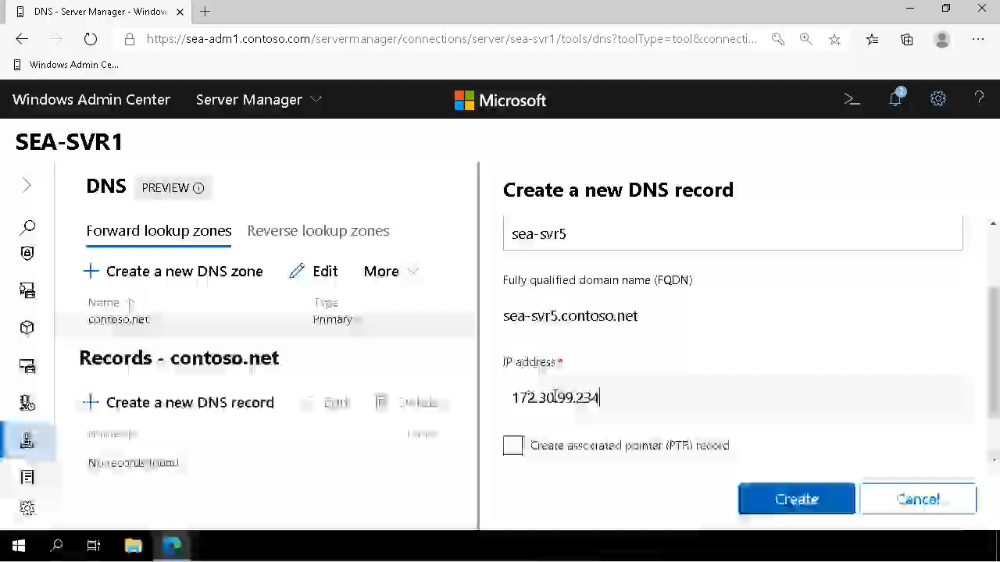 DNS - Server Manager - Window
https://sea-adm1.contoso.com/servermanager/connections/server/sea-svr1/tools/dns?toolType=tool&connecti...
Windows Admin Ce...
Windows Admin Center
Server Manager
Microsoft
2
?
SEA-SVR1
DNS
PREVIEW
Forward lookup zones
Reverse lookup zones
Create a new DNS zone
Edit
More
Name
Type
contoso.net
Primary
Records - contoso.net
Create a new DNS record
No records found
Create a new DNS record
sea-svr5
Fully qualified domain name (FQDN)
sea-svr5.contoso.net
IP address*
172.30.99.234
Create associated pointer (PTR) record
Create
Cancel